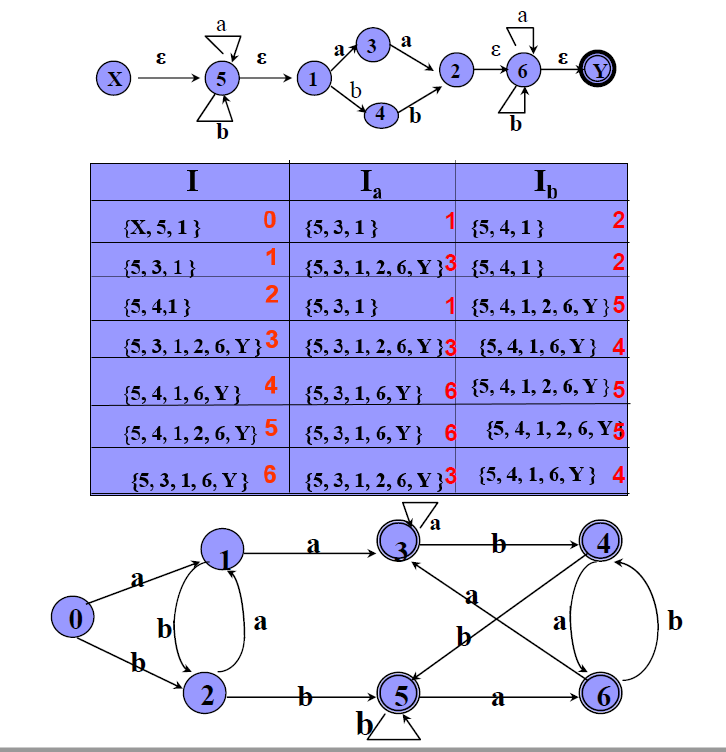 a a
ε ε a 3 a ε ε
X 5 1 2 6 Y
b 4 b
b b
I Ia Ib
{X, 5, 1 } 0 {5, 3, 1 } 1 {5, 4, 1 } 2
{5, 3, 1 } 1 {5, 3, 1, 2, 6, Y } 3 {5, 4, 1 } 2
{5, 4,1 } 2 {5, 3, 1 } 1 {5, 4, 1, 2, 6, Y } 5
{5, 3, 1, 2, 6, Y } 3 {5, 3, 1, 2, 6, Y } 3 {5, 4, 1, 6, Y } 4
{5, 4, 1, 6, Y } 4 {5, 3, 1, 6, Y } 6 {5, 4, 1, 2, 6, Y } 5
{5, 4, 1, 2, 6, Y} 5 {5, 3, 1, 6, Y } 6 {5, 4, 1, 2, 6, Y 5
{5, 3, 1, 6, Y } 6 {5, 3, 1, 2, 6, Y } 3 {5, 4, 1, 6, Y } 4
a
1 a 3 b 4
a a
0 b a b a b
b
2 b 5 a 6
b